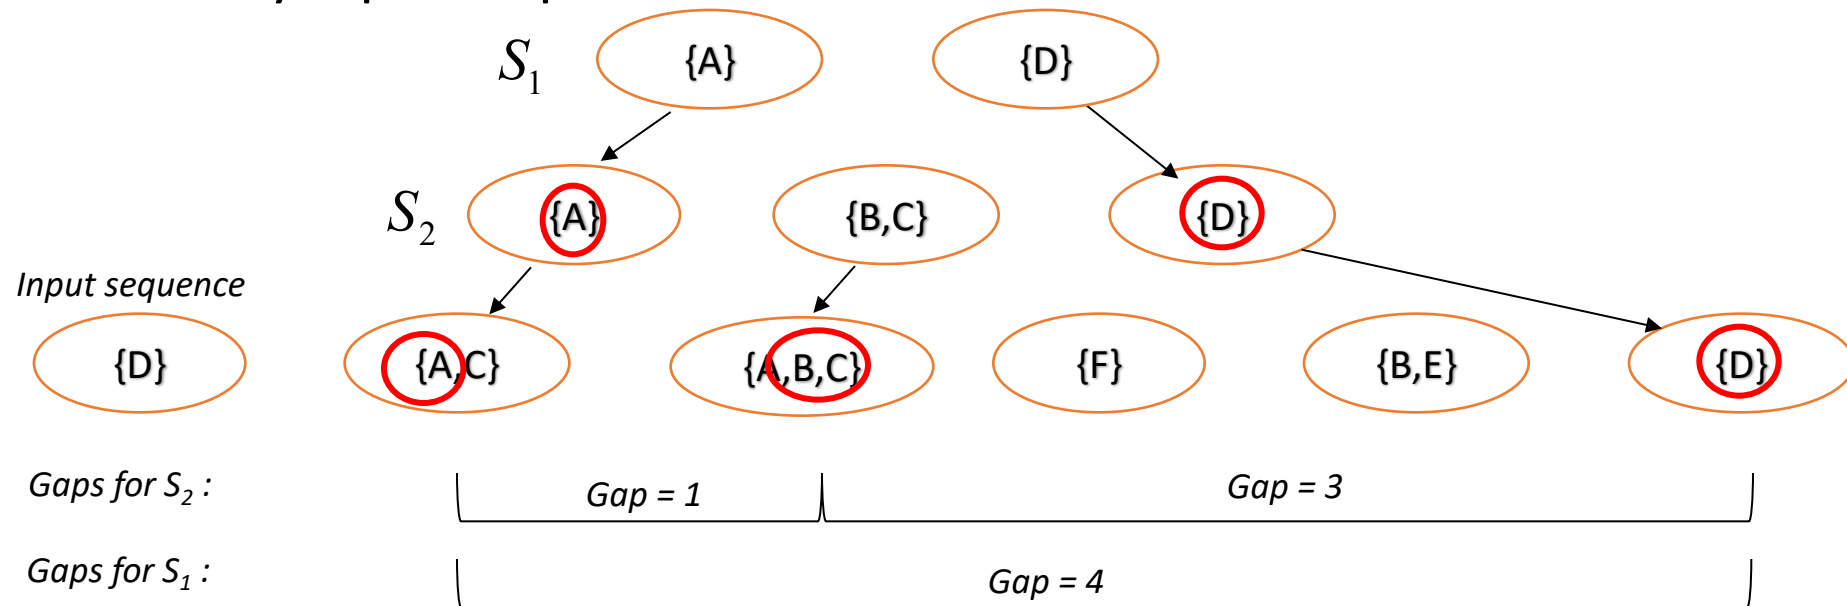 S1 {A} {D}
S2 {A} {B,C} {D}
Input sequence
{D} {A,C} {A,B,C} {F} {B,E} {D}
Gaps for S2 : Gap = 1 Gap = 3
Gaps for S1 : Gap = 4